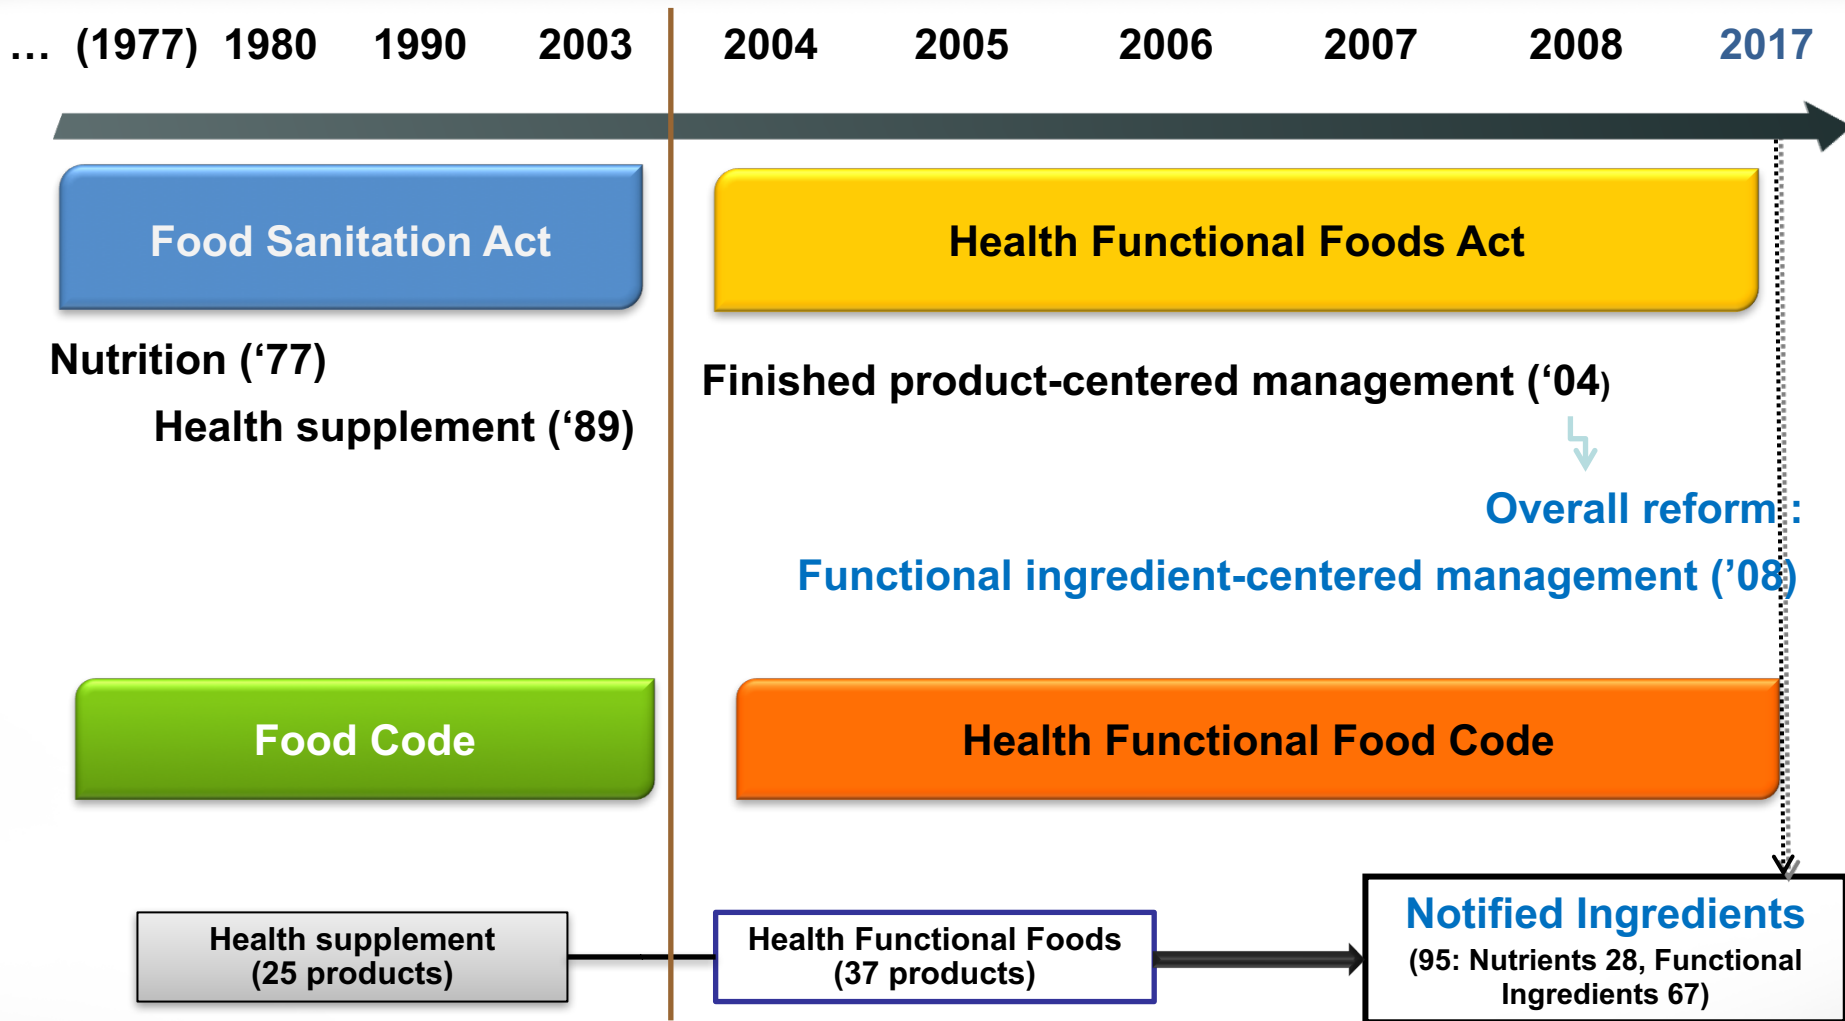 ... (1977) 1980 1990 2003 2004 2005 2006 2007 2008 2017
Food Sanitation Act
Health Functional Foods Act
Nutrition (‘77)
Health supplement (‘89)
Finished product-centered management (‘04)
Overall reform :
Functional ingredient-centered management (’08)
Food Code
Health Functional Food Code
Health supplement
(25 products)
Health Functional Foods
(37 products)
Notified Ingredients
(95: Nutrients 28, Functional
Ingredients 67)